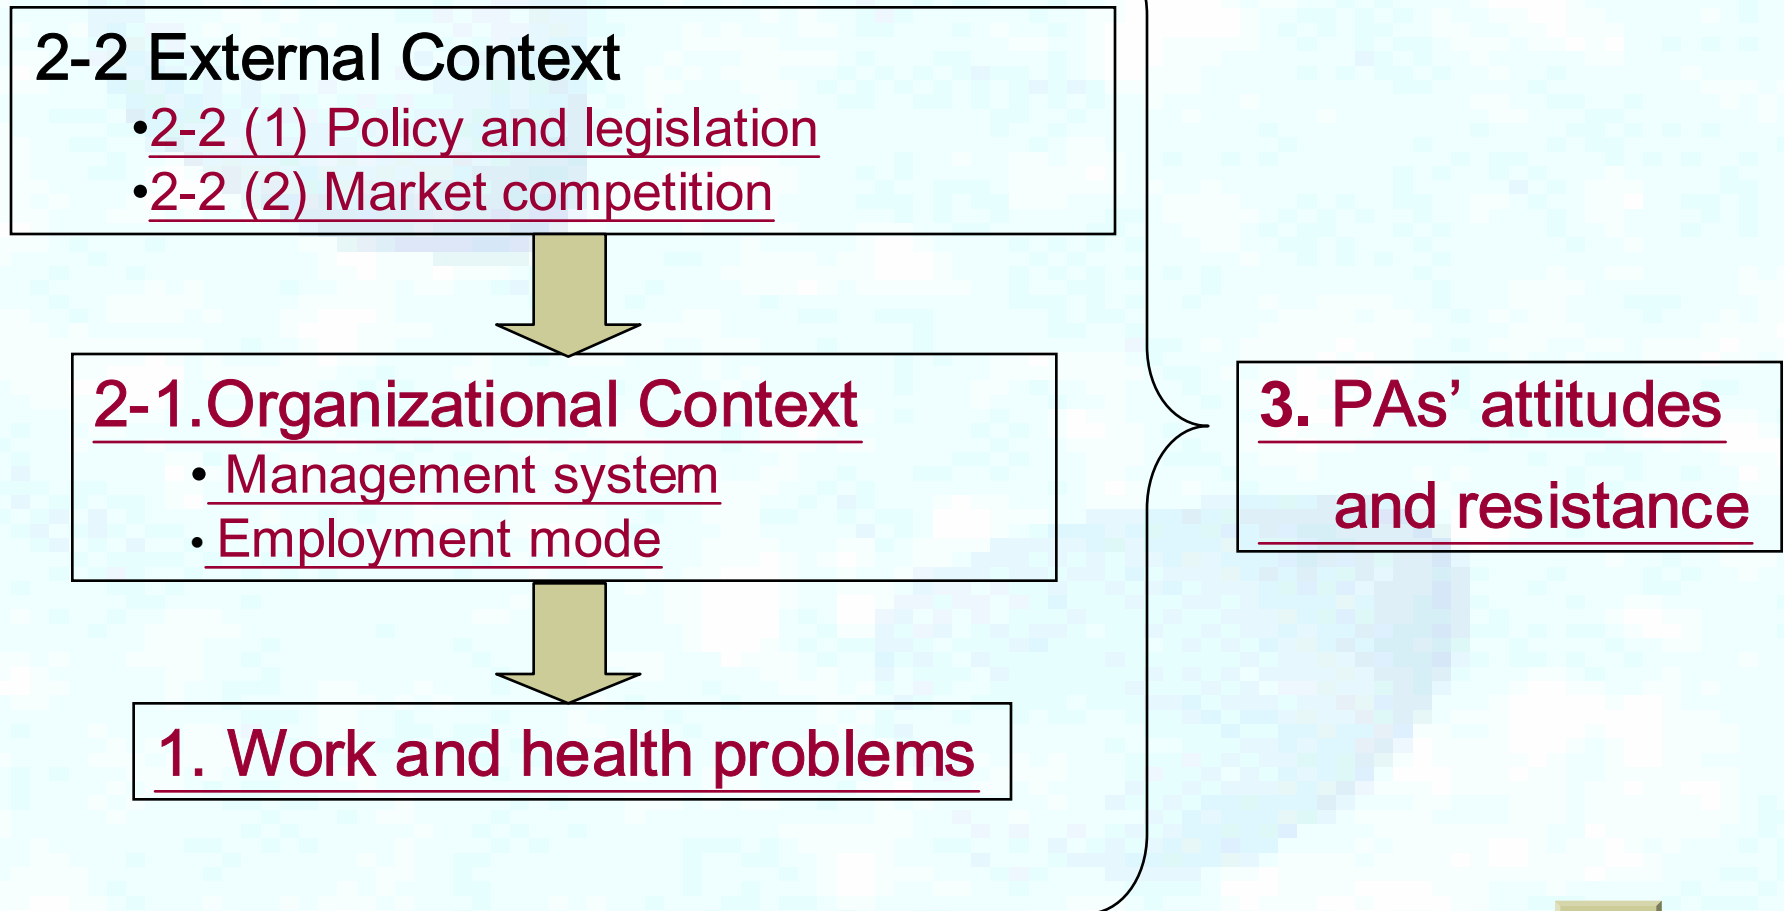 2-2 External Context
•2-2 (1) Policy and legislation
•2-2 (2) Market competition
2-1.Organizational Context
• Management system
• Employment mode
1. Work and health problems
3. PAs’ attitudes
and resistance